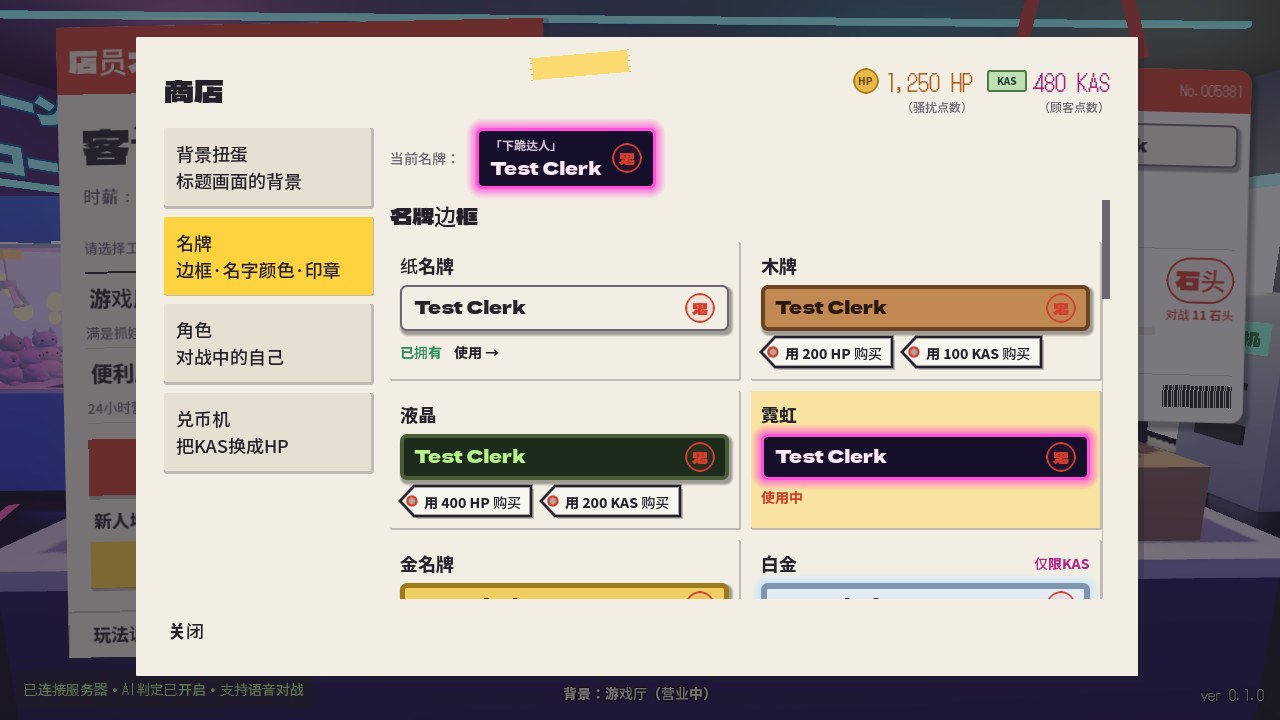 商店
HP 1,250 HP
(骚扰点数)
KAS 480 KAS
(顾客点数)
背景扭蛋
标题画面的背景
名牌
边框·名字颜色·印章
角色
对战中的自己
兑币机
把KAS换成HP
关闭
当前名牌：
「下跪达人」
Test Clerk
名牌边框
纸名牌
Test Clerk
已拥有 使用 →
木牌
Test Clerk
用 200 HP 购买
用 100 KAS 购买
液晶
Test Clerk
用 400 HP 购买
用 200 KAS 购买
霓虹
Test Clerk
使用中
金名牌
白金
仅限KAS
店员
时薪：
请选择工
游戏
满是抓娃
便利
24小时营
新人
玩法
No. 005381
石头
对战 11 石头
已连接服务器·AI判定已开启·支持语音对战
背景：游戏厅（营业中）
ver 0.1.0